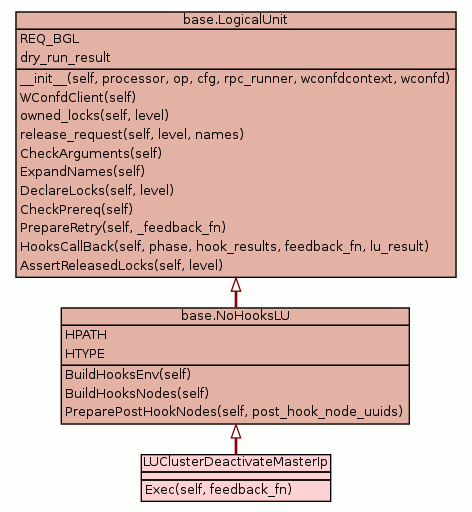 base.LogicalUnit
REQ_BGL
dry_run_result
__init__(self, processor, op, cfg, rpc_runner, wconfdcontext, wconfd)
WConfdClient(self)
owned_locks(self, level)
release_request(self, level, names)
CheckArguments(self)
ExpandNames(self)
DeclareLocks(self, level)
CheckPrereq(self)
PrepareRetry(self, _feedback_fn)
HooksCallBack(self, phase, hook_results, feedback_fn, lu_result)
AssertReleasedLocks(self, level)
base.NoHooksLU
HPATH
HTYPE
BuildHooksEnv(self)
BuildHooksNodes(self)
PreparePostHookNodes(self, post_hook_node_uuids)
LUClusterDeactivateMasterIp
Exec(self, feedback_fn)